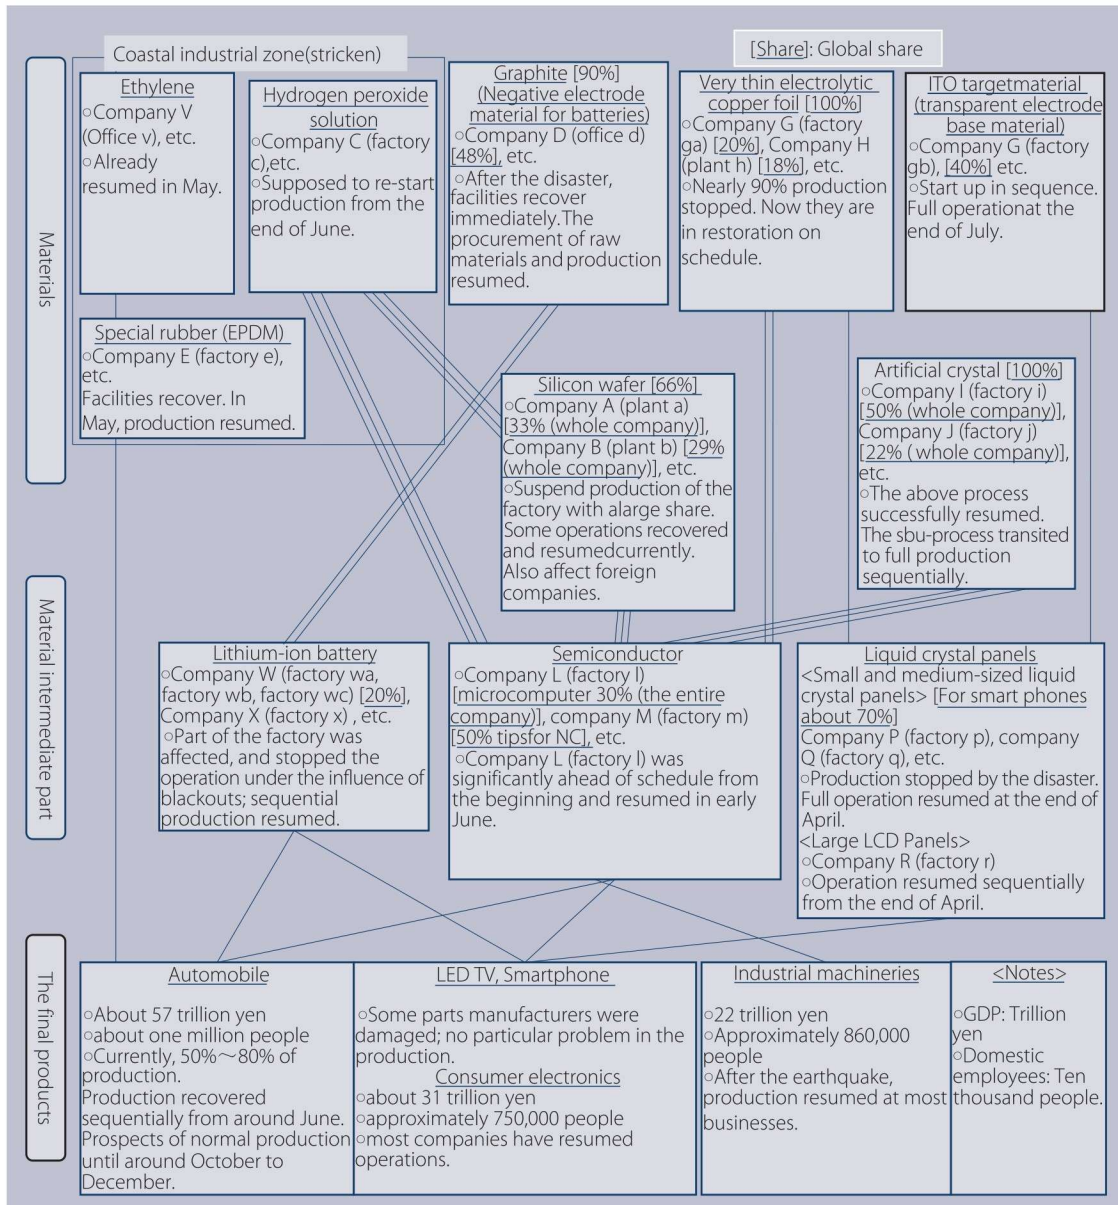 Coastal industrial zone(stricken)
[Share]: Global share
Materials
Ethylene
○Company V
(Office v), etc.
○Already
resumed in May.
Hydrogen peroxide
solution
○Company C (factory
c),etc.
○Supposed to re-start
production from the
end of June.
Graphite [90%]
(Negative electrode
material for batteries)
○Company D (office d)
[48%], etc.
○After the disaster,
facilities recover
immediately.The
procurement of raw
materials and production
resumed.
Very thin electrolytic
copper foil [100%]
○Company G (factory
ga) [20%], Company H
(plant h) [18%], etc.
○Nearly 90% production
stopped. Now they are
in restoration on
schedule.
ITO targetmaterial
(transparent electrode
base material)
○Company G (factory
gb), [40%] etc.
○Start up in sequence.
Full operationat the
end of July.
Special rubber (EPDM)
○Company E (factory e),
etc.
Facilities recover. In
May, production resumed.
Silicon wafer [66%]
○Company A (plant a)
[33% (whole company)],
Company B (plant b) [29%
(whole company)], etc.
○Suspend production of the
factory with alarge share.
Some operations recovered
and resumedcurrently.
Also affect foreign
companies.
Artificial crystal [100%]
○Company I (factory i)
[50% (whole company)],
Company J (factory j)
[22% ( whole company)],
etc.
○The above process
successfully resumed.
The sbu-process transited
to full production
sequentially.
Material intermediate part
Lithium-ion battery
○Company W (factory wa,
factory wb, factory wc) [20%],
Company X (factory x) , etc.
○Part of the factory was
affected, and stopped the
operation under the influence of
blackouts; sequential
production resumed.
Semiconductor
○Company L (factory l)
[microcomputer 30% (the entire
company)], company M (factory m)
[50% tipsfor NC], etc.
○Company L (factory l) was
significantly ahead of schedule from
the beginning and resumed in early
June.
Liquid crystal panels
<Small and medium-sized liquid
crystal panels> [For smart phones
about 70%]
Company P (factory p), company
Q (factory q), etc.
○Production stopped by the disaster.
Full operation resumed at the end of
April.
<Large LCD Panels>
○Company R (factory r)
○Operation resumed sequentially
from the end of April.
The final products
Automobile
○About 57 trillion yen
○about one million people
○Currently, 50%～80% of
production.
Production recovered
sequentially from around June.
Prospects of normal production
until around October to
December.
LED TV, Smartphone
○Some parts manufacturers were
damaged; no particular problem in the
production.
Consumer electronics
○about 31 trillion yen
○approximately 750,000 people
○most companies have resumed
operations.
Industrial machineries
○22 trillion yen
○Approximately 860,000
people
○After the earthquake,
production resumed at most
businesses.
<Notes>
○GDP: Trillion
yen
○Domestic
employees: Ten
thousand people.